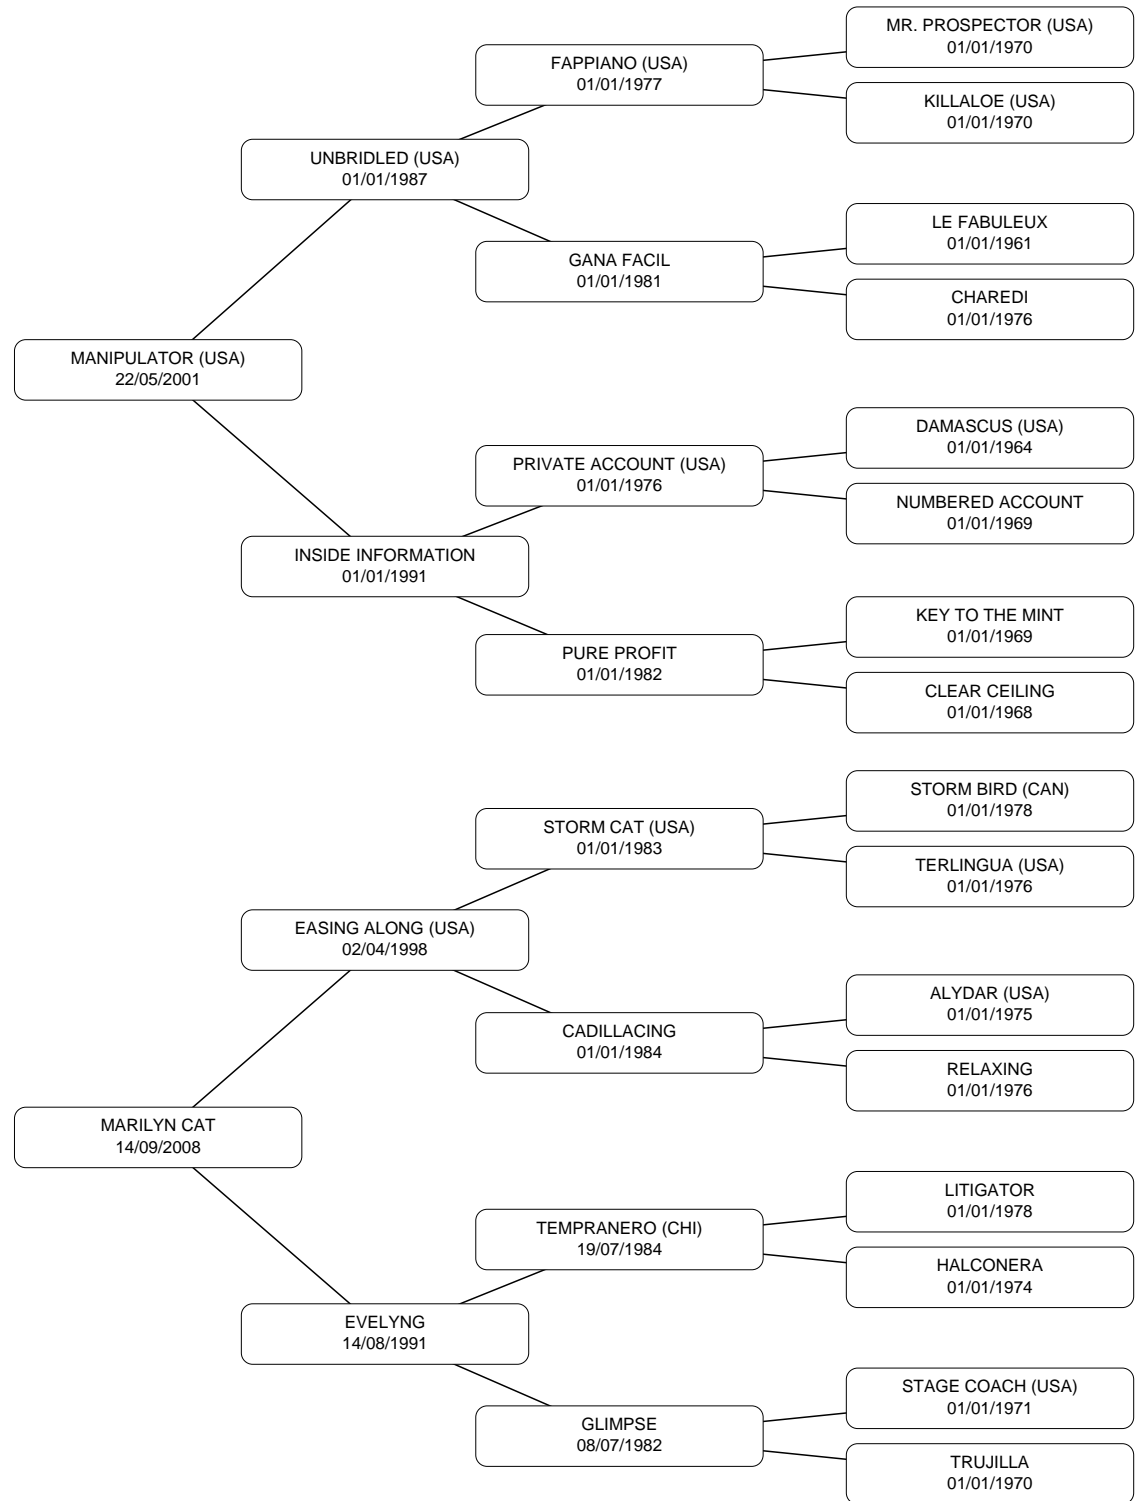 MR. PROSPECTOR (USA)
01/01/1970
FAPPIANO (USA)
01/01/1977
KILLALOE (USA)
01/01/1970
UNBRIDLED (USA)
01/01/1987
LE FABULEUX
01/01/1961
GANA FACIL
01/01/1981
CHAREDI
01/01/1976
MANIPULATOR (USA)
22/05/2001
DAMASCUS (USA)
01/01/1964
PRIVATE ACCOUNT (USA)
01/01/1976
NUMBERED ACCOUNT
01/01/1969
INSIDE INFORMATION
01/01/1991
KEY TO THE MINT
01/01/1969
PURE PROFIT
01/01/1982
CLEAR CEILING
01/01/1968
STORM BIRD (CAN)
01/01/1978
STORM CAT (USA)
01/01/1983
TERLINGUA (USA)
01/01/1976
EASING ALONG (USA)
02/04/1998
ALYDAR (USA)
01/01/1975
CADILLACING
01/01/1984
RELAXING
01/01/1976
MARILYN CAT
14/09/2008
LITIGATOR
01/01/1978
TEMPRANERO (CHI)
19/07/1984
HALCONERA
01/01/1974
EVELYNG
14/08/1991
STAGE COACH (USA)
01/01/1971
GLIMPSE
08/07/1982
TRUJILLA
01/01/1970